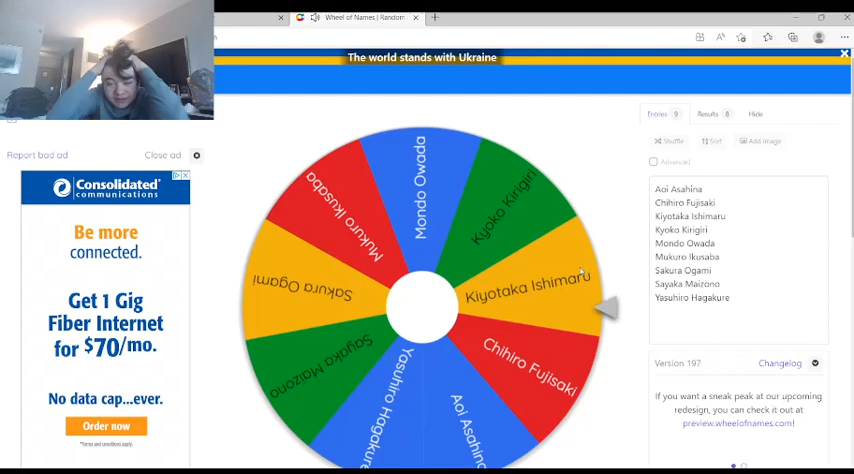 Wheel of Names | Random
The world stands with Ukraine
Report bad ad
Close ad
Consolidated
communications
Be more
connected.
Get 1 Gig
Fiber Internet
for $70/mo.
No data cap...ever.
Order now
*Terms and conditions apply.
Mondo Owada
Kyoko Kirigiri
Kiyotaka Ishimaru
Chihiro Fujisaki
Aoi Asahina
Yasuhiro Hagakure
Sayaka Maizono
Sakura Ogami
Mukuro Ikusaba
Entries 9
Results 8
Hide
Shuffle
Sort
Add image
Advanced
Aoi Asahina
Chihiro Fujisaki
Kiyotaka Ishimaru
Kyoko Kirigiri
Mondo Owada
Mukuro Ikusaba
Sakura Ogami
Sayaka Maizono
Yasuhiro Hagakure
Version 197
Changelog
If you want a sneak peak at our upcoming
redesign, you can check it out at
preview.wheelofnames.com!